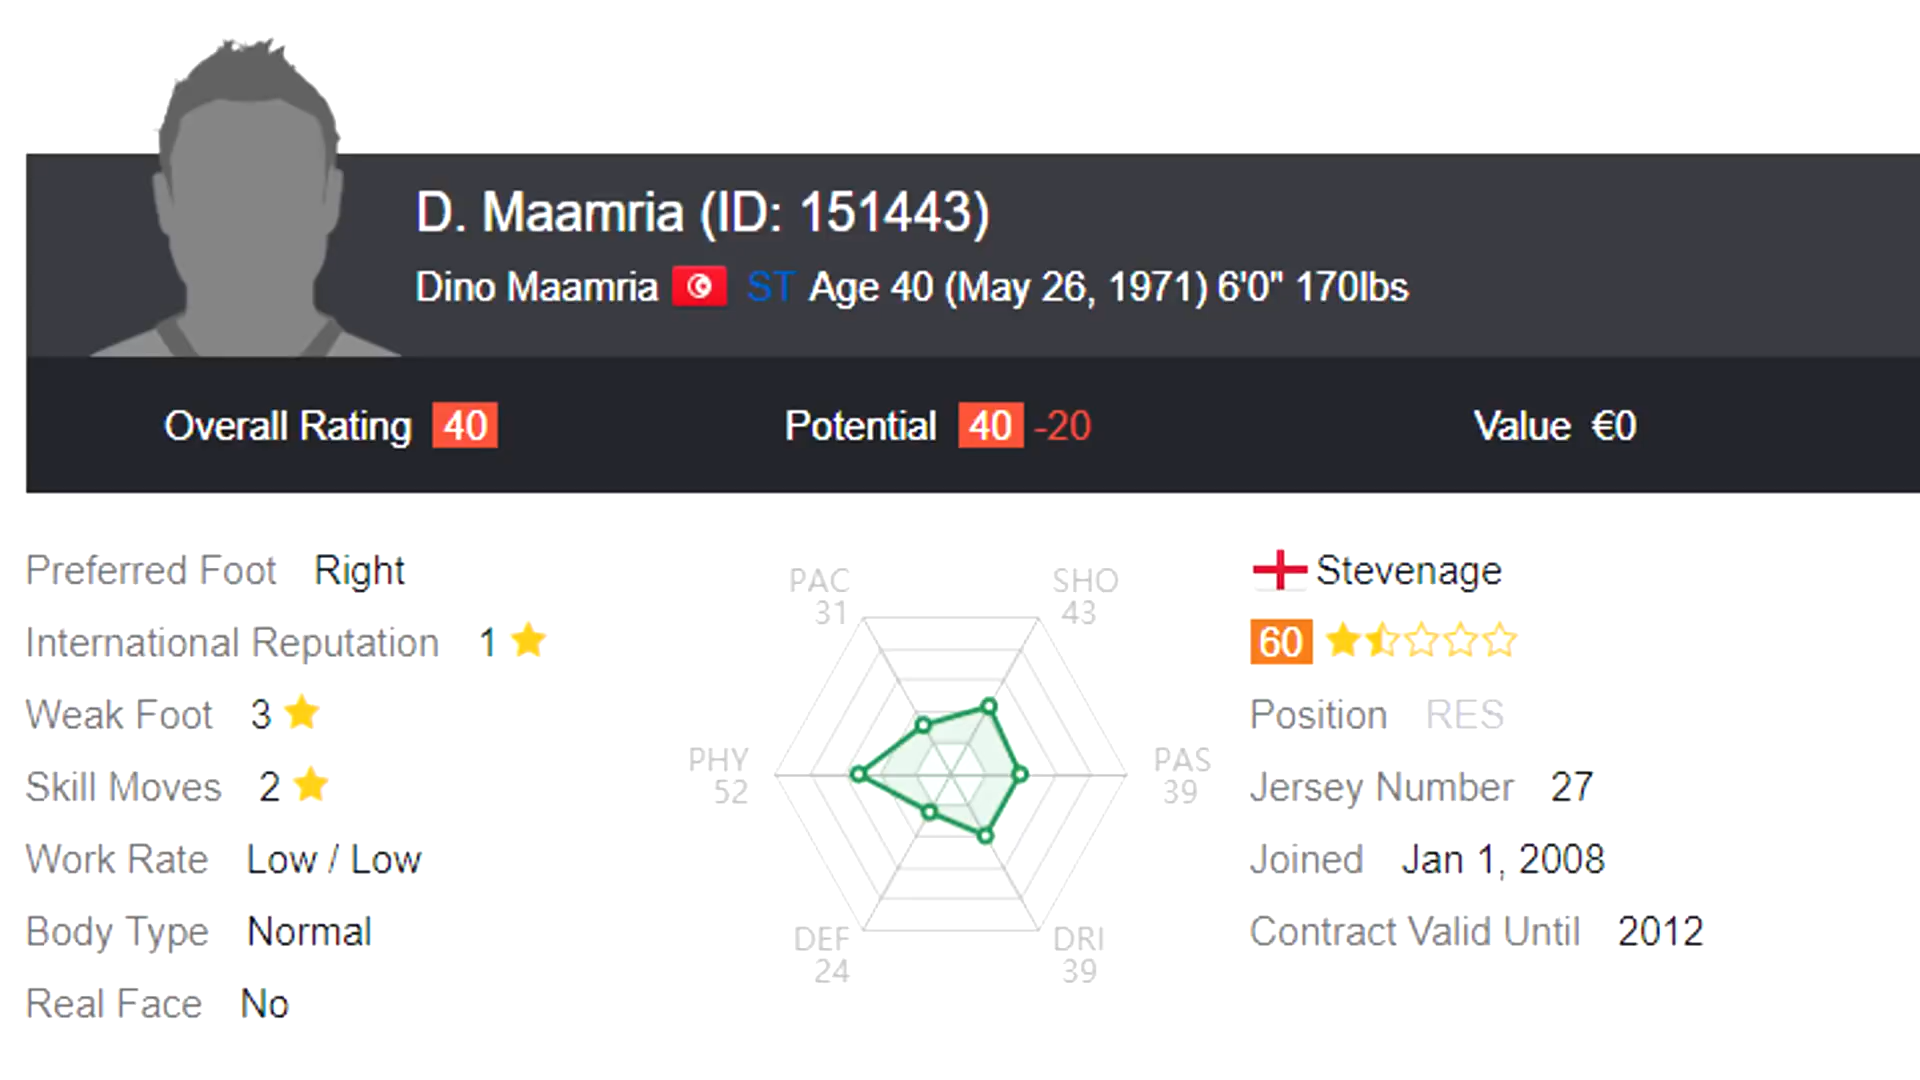 D. Maamria (ID: 151443)
Dino Maamria ST Age 40 (May 26, 1971) 6'0" 170lbs
Overall Rating 40
Potential 40 -20
Value €0
Preferred Foot Right
International Reputation 1
Weak Foot 3
Skill Moves 2
Work Rate Low / Low
Body Type Normal
Real Face No
PAC
31
SHO
43
PHY
52
PAS
39
DEF
24
DRI
39
Stevenage
60
Position RES
Jersey Number 27
Joined Jan 1, 2008
Contract Valid Until 2012